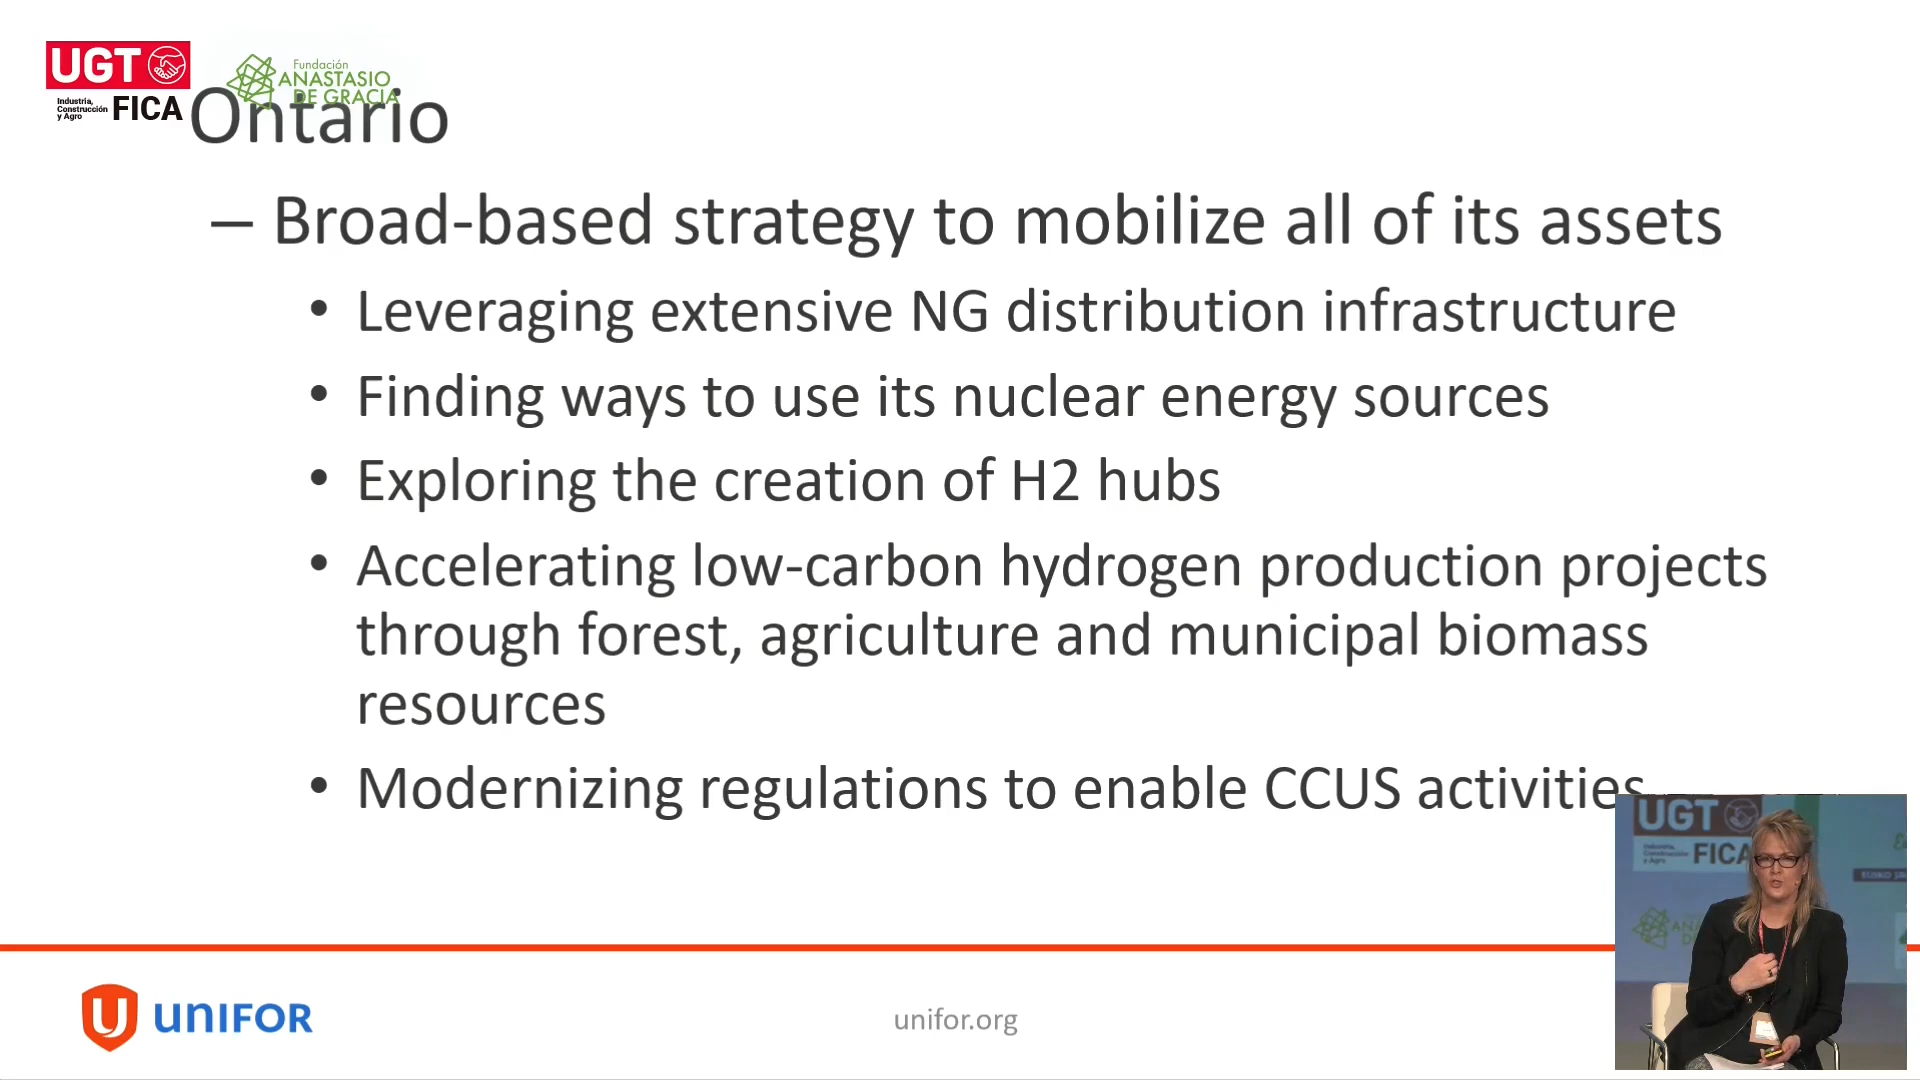 UGT
Industria,
Construcción
y Agro
FICA
Fundación
ANASTASIO
DE GRACIA
Ontario
– Broad-based strategy to mobilize all of its assets
• Leveraging extensive NG distribution infrastructure
• Finding ways to use its nuclear energy sources
• Exploring the creation of H2 hubs
• Accelerating low-carbon hydrogen production projects
through forest, agriculture and municipal biomass
resources
• Modernizing regulations to enable CCUS activities
UGT
FICA
UNIFOR
unifor.org